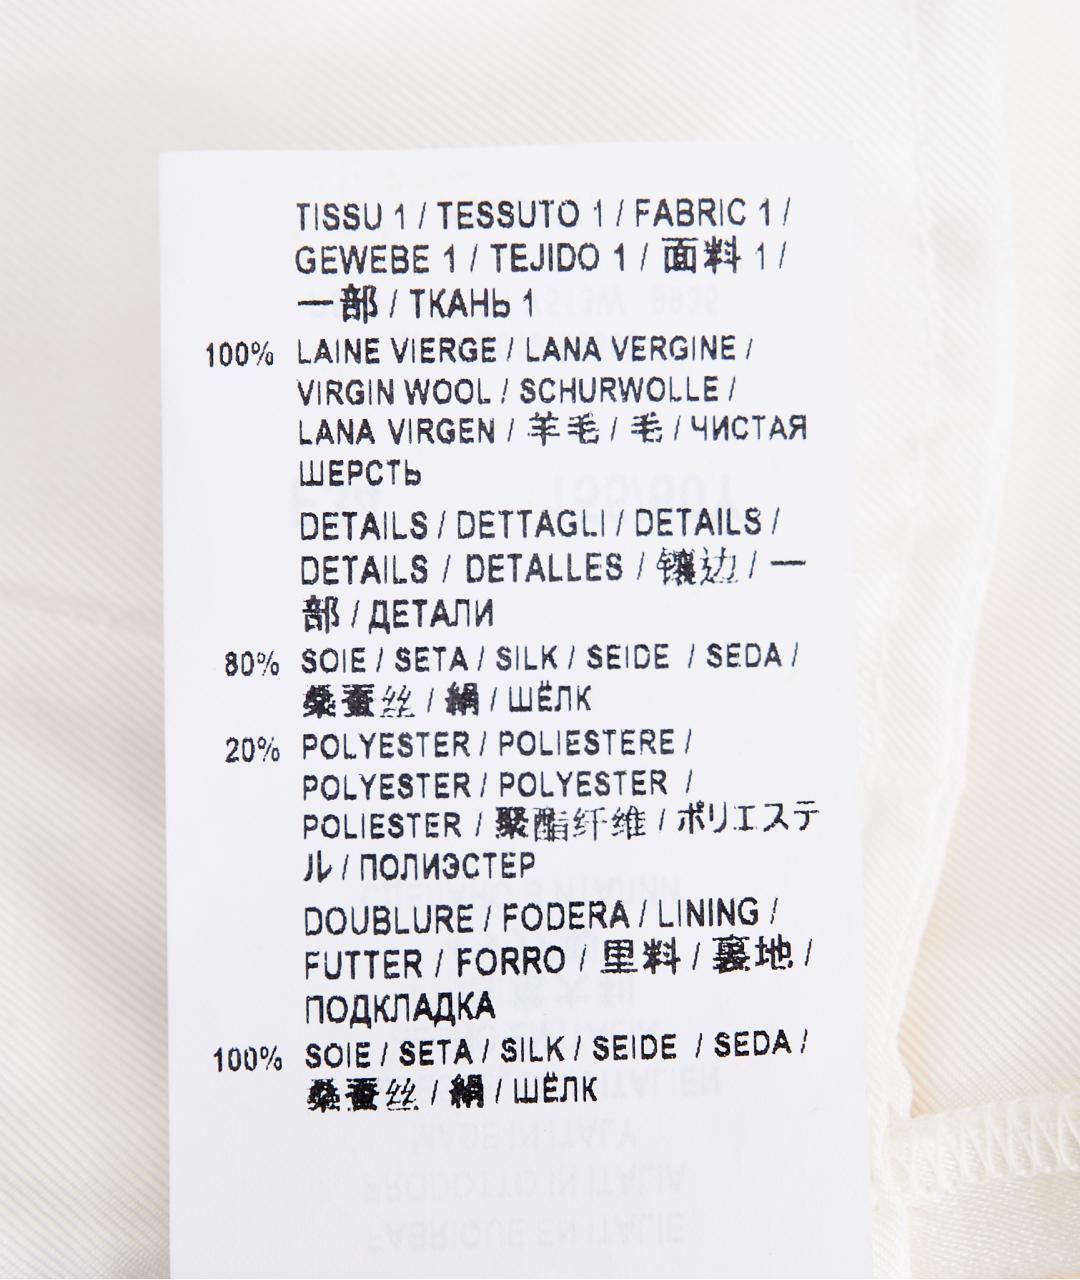 TISSU 1 / TESSUTO 1 / FABRIC 1 /
GEWEBE 1 / TEJIDO 1 / 面料 1 /
一部 / ТКАНЬ 1
100% LAINE VIERGE / LANA VERGINE /
VIRGIN WOOL / SCHURWOLLE /
LANA VIRGEN / 羊毛 / 毛 / ЧИСТАЯ
ШЕРСТЬ
DETAILS / DETTAGLI / DETAILS /
DETAILS / DETALLES / 镶边 / 一
部 / ДЕТАЛИ
80% SOIE / SETA / SILK / SEIDE / SEDA /
桑蚕丝 / 絹 / ШЁЛК
20% POLYESTER / POLIESTERE /
POLYESTER / POLYESTER /
POLIESTER / 聚酯纤维 / ポリエステ
ル / ПОЛИЭСТЕР
DOUBLURE / FODERA / LINING /
FUTTER / FORRO / 里料 / 裏地 /
ПОДКЛАДКА
100% SOIE / SETA / SILK / SEIDE / SEDA /
桑蚕丝 / 絹 / ШЁЛК